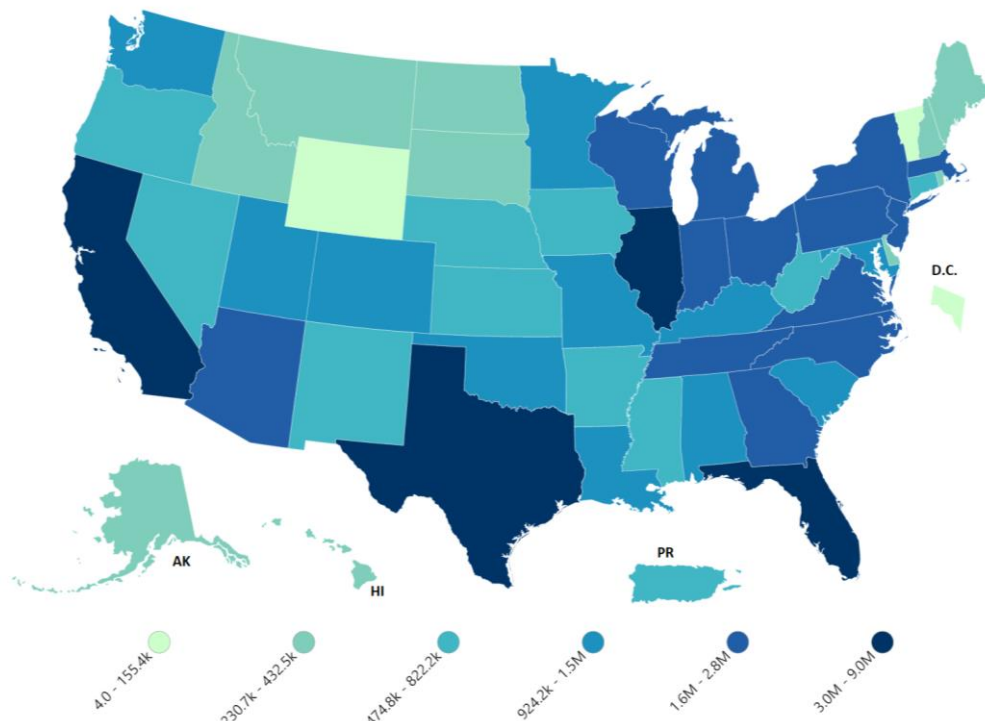 D.C.
AK
HI
PR
4.0 - 155.4k
230.7k - 432.5k
474.8k - 822.2k
924.2k - 1.5M
1.6M - 2.8M
3.0M - 9.0M